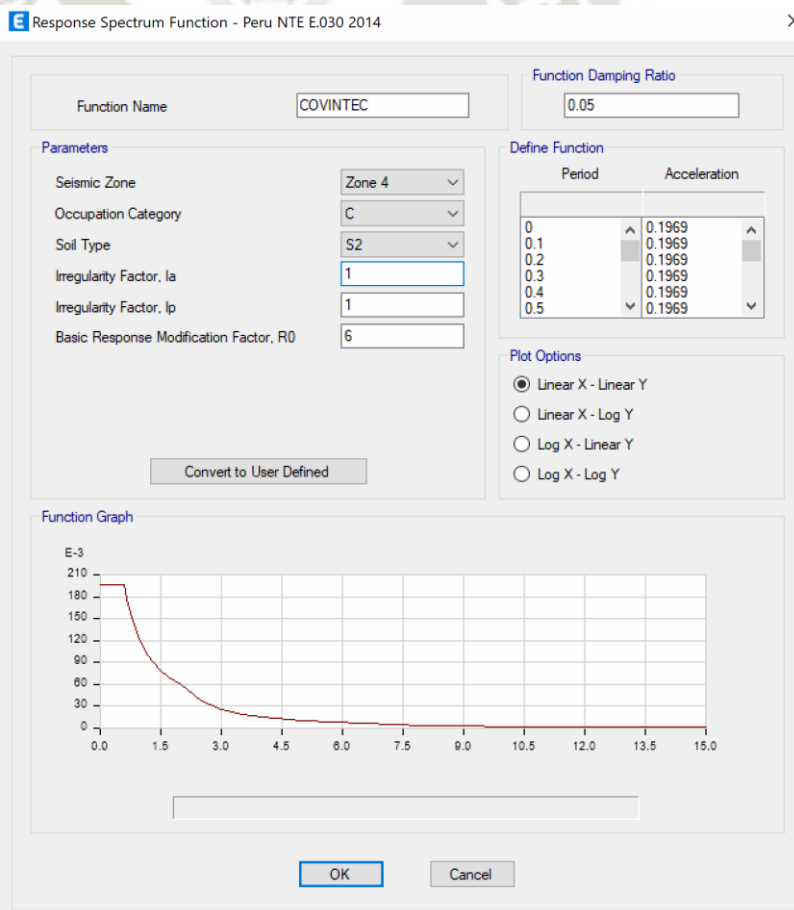 E Response Spectrum Function - Peru NTE E.030 2014
Function Name COVINTEC
Function Damping Ratio
0.05
Parameters
Seismic Zone Zone 4
Occupation Category C
Soil Type S2
Irregularity Factor, Ia 1
Irregularity Factor, Ip 1
Basic Response Modification Factor, R0 6
Convert to User Defined
Define Function
Period Acceleration
0 0.1969
0.1 0.1969
0.2 0.1969
0.3 0.1969
0.4 0.1969
0.5 0.1969
Plot Options
Linear X - Linear Y
Linear X - Log Y
Log X - Linear Y
Log X - Log Y
Function Graph
E-3
210
180
150
120
90
60
30
0
0.0 1.5 3.0 4.5 6.0 7.5 9.0 10.5 12.0 13.5 15.0
OK Cancel